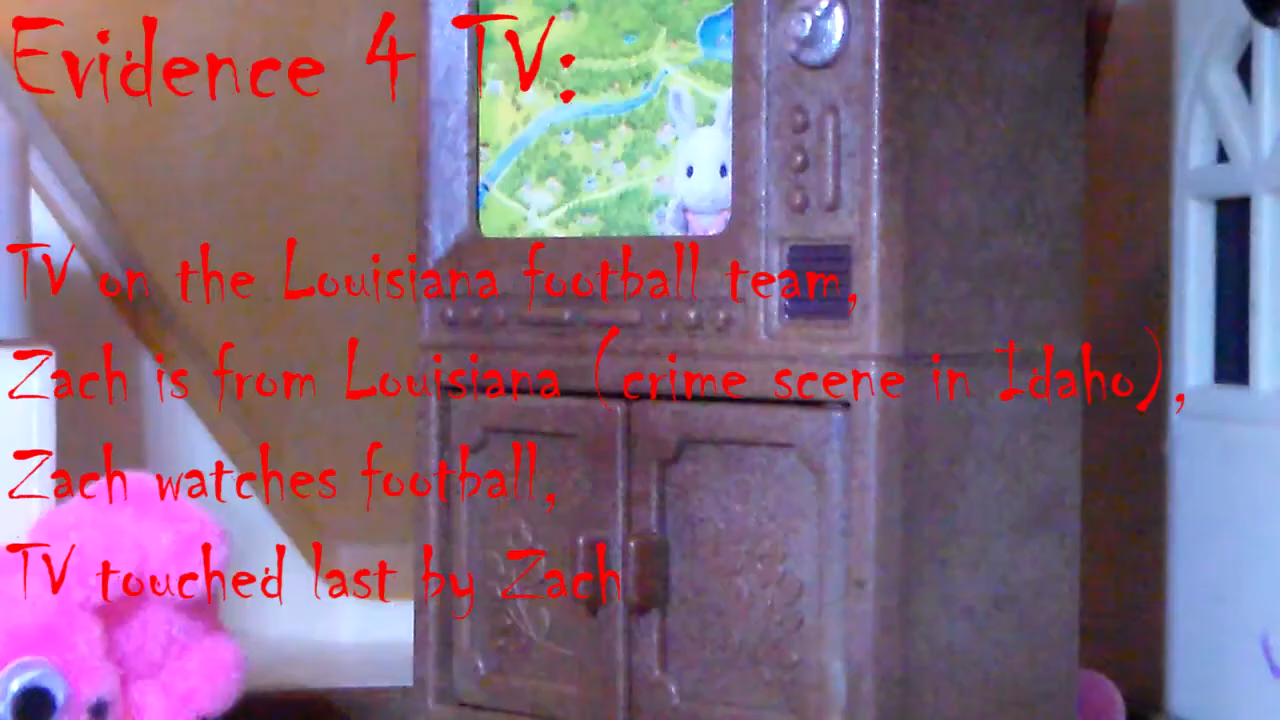 Evidence 4 TV:
TV on the Louisiana football team,
Zach is from Louisiana (crime scene in Idaho),
Zach watches football,
TV touched last by Zach